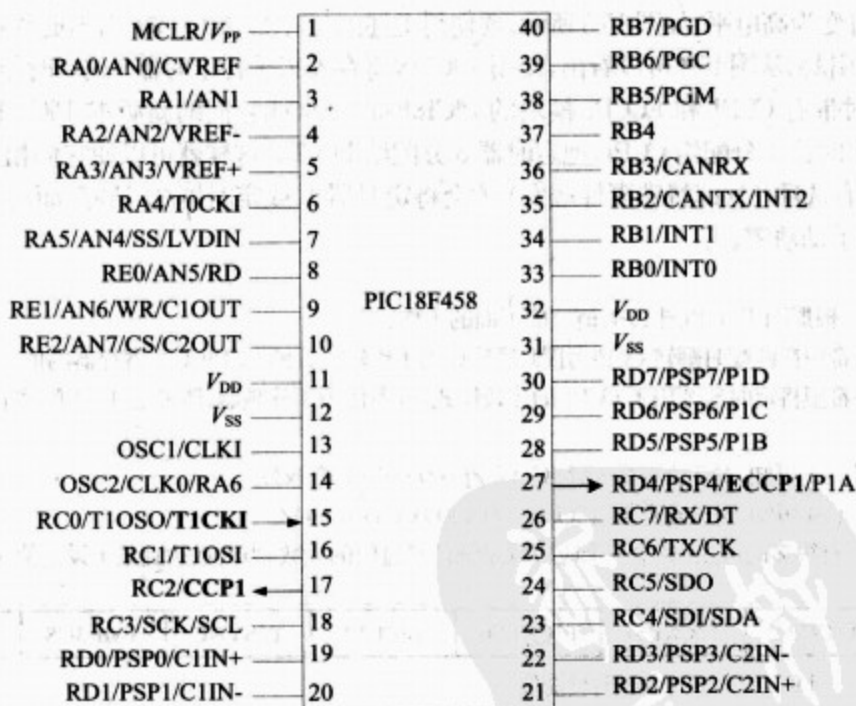 MCLR/VPP 1 40 RB7/PGD
RA0/AN0/CVREF 2 39 RB6/PGC
RA1/AN1 3 38 RB5/PGM
RA2/AN2/VREF- 4 37 RB4
RA3/AN3/VREF+ 5 36 RB3/CANRX
RA4/T0CKI 6 35 RB2/CANTX/INT2
RA5/AN4/SS/LVDIN 7 34 RB1/INT1
RE0/AN5/RD 8 33 RB0/INT0
RE1/AN6/WR/C1OUT 9 PIC18F458 32 VDD
RE2/AN7/CS/C2OUT 10 31 VSS
VDD 11 30 RD7/PSP7/P1D
VSS 12 29 RD6/PSP6/P1C
OSC1/CLKI 13 28 RD5/PSP5/P1B
OSC2/CLK0/RA6 14 27 RD4/PSP4/ECCP1/P1A
RC0/T1OSO/T1CKI 15 26 RC7/RX/DT
RC1/T1OSI 16 25 RC6/TX/CK
RC2/CCP1 17 24 RC5/SDO
RC3/SCK/SCL 18 23 RC4/SDI/SDA
RD0/PSP0/C1IN+ 19 22 RD3/PSP3/C2IN-
RD1/PSP1/C1IN- 20 21 RD2/PSP2/C2IN+